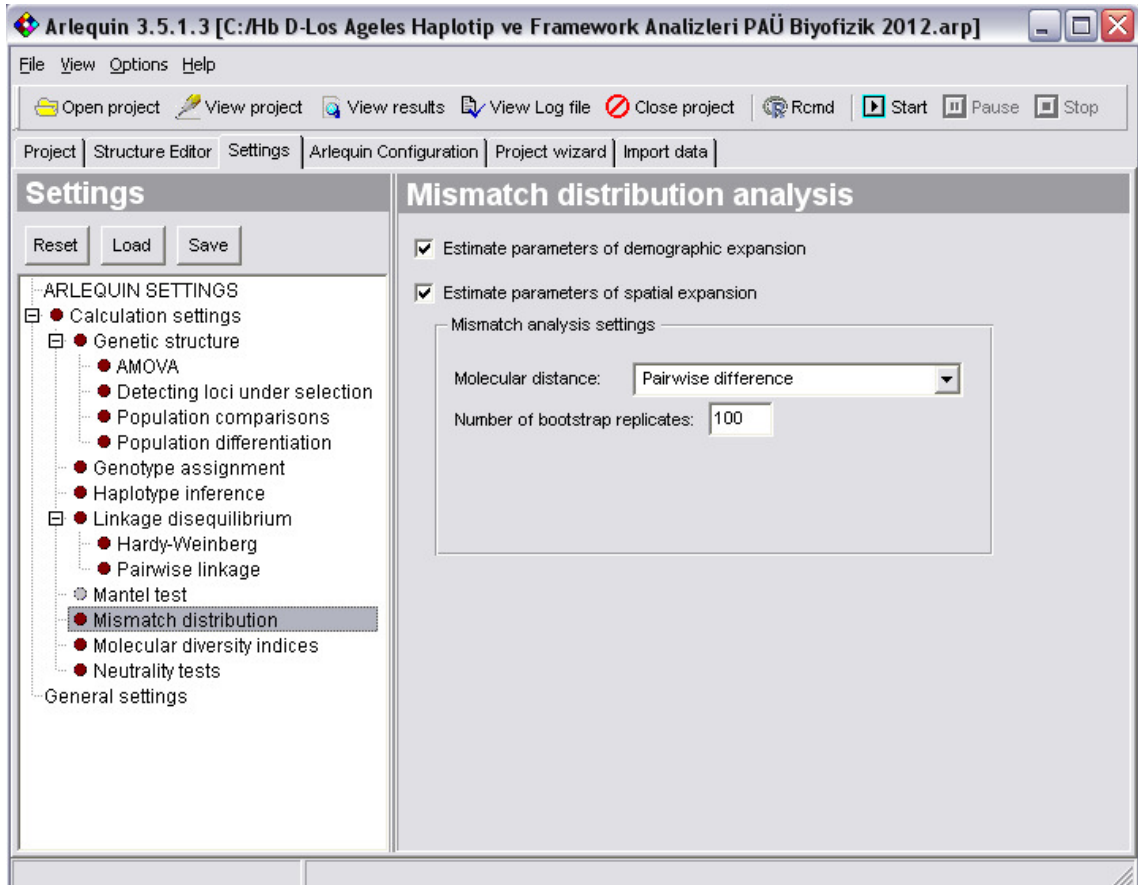 Arlequin 3.5.1.3 [C:/Hb D-Los Ageles Haplotip ve Framework Analizleri PAÜ Biyofizik 2012.arp]
File View Options Help
Open project View project View results View Log file Close project Rcmd Start Pause Stop
Project Structure Editor Settings Arlequin Configuration Project wizard Import data
Settings
Reset Load Save
ARLEQUIN SETTINGS
Calculation settings
Genetic structure
AMOVA
Detecting loci under selection
Population comparisons
Population differentiation
Genotype assignment
Haplotype inference
Linkage disequilibrium
Hardy-Weinberg
Pairwise linkage
Mantel test
Mismatch distribution
Molecular diversity indices
Neutrality tests
General settings
Mismatch distribution analysis
Estimate parameters of demographic expansion
Estimate parameters of spatial expansion
Mismatch analysis settings
Molecular distance: Pairwise difference
Number of bootstrap replicates: 100